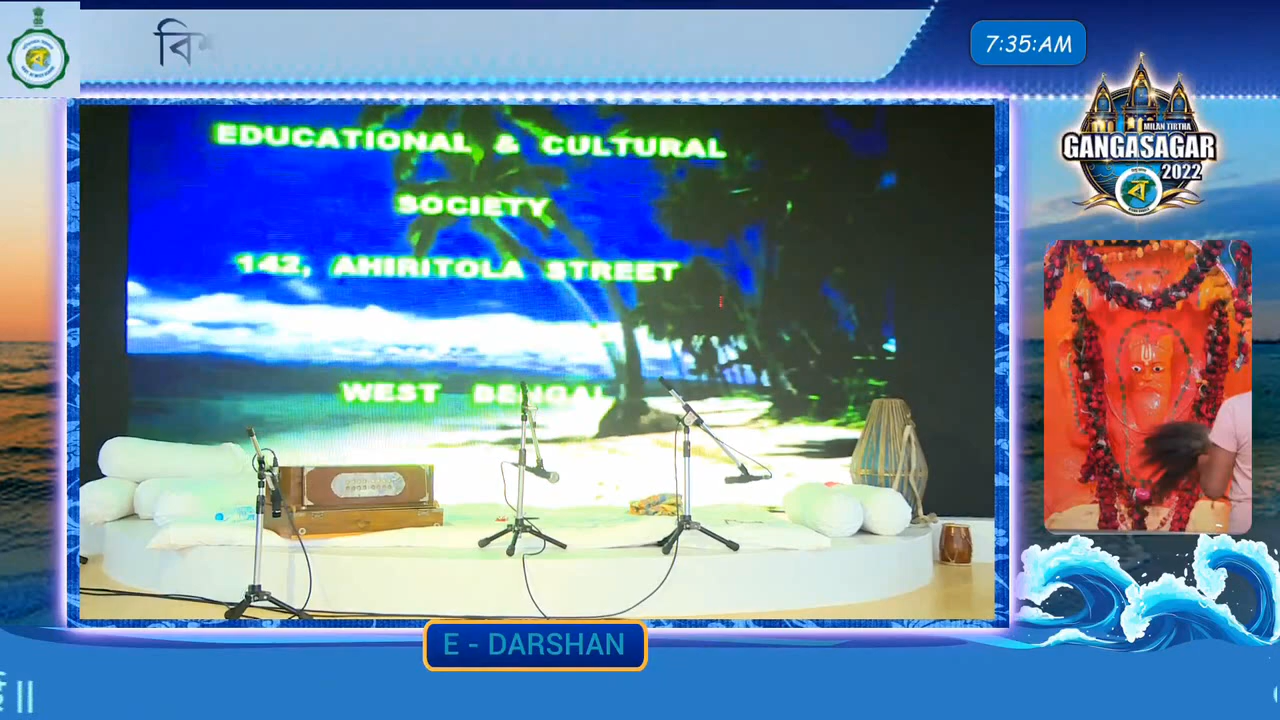 7:35:AM
MILAN TIRTHA
GANGASAGAR
2022
ব
EDUCATIONAL & CULTURAL
SOCIETY
142, AHIRITOLA STREET
WEST BENGAL
E - DARSHAN
||